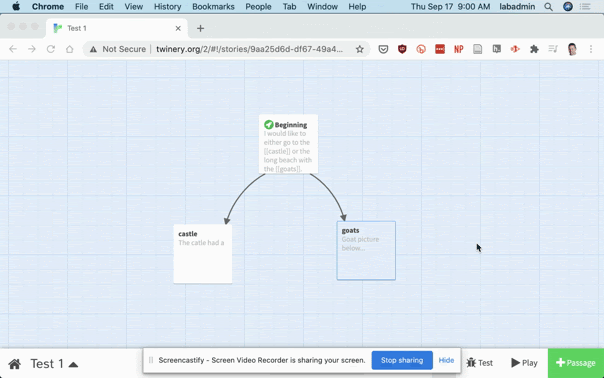 Chrome File Edit View History Bookmarks People Tab Window Help Thu Sep 17 9:00 AM labadmin
Test 1
Not Secure twinery.org/2/#!/stories/9aa25d6d-df67-49a4...
NP
Beginning
I would like to
either go to the
[[castle]] or the
long beach with
the [[goats]].
castle
The catle had a
goats
Goat picture
below...
Screencastify - Screen Video Recorder is sharing your screen. Stop sharing Hide
Test 1 Test Play +Passage